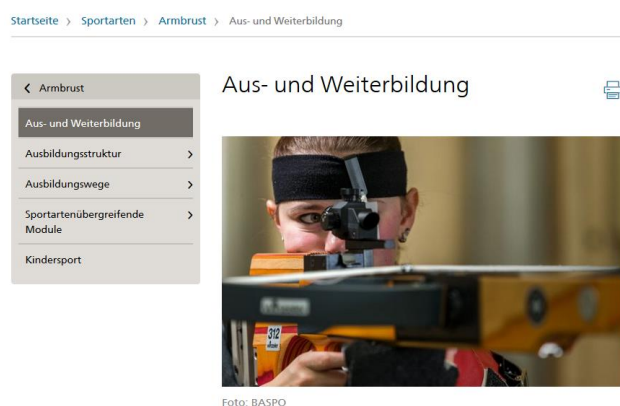 Startseite > Sportarten > Armbrust > Aus- und Weiterbildung
Armbrust
Aus- und Weiterbildung
Ausbildungsstruktur
Ausbildungswege
Sportartenübergreifende
Module
Kindersport
Aus- und Weiterbildung
312
Foto: BASPO